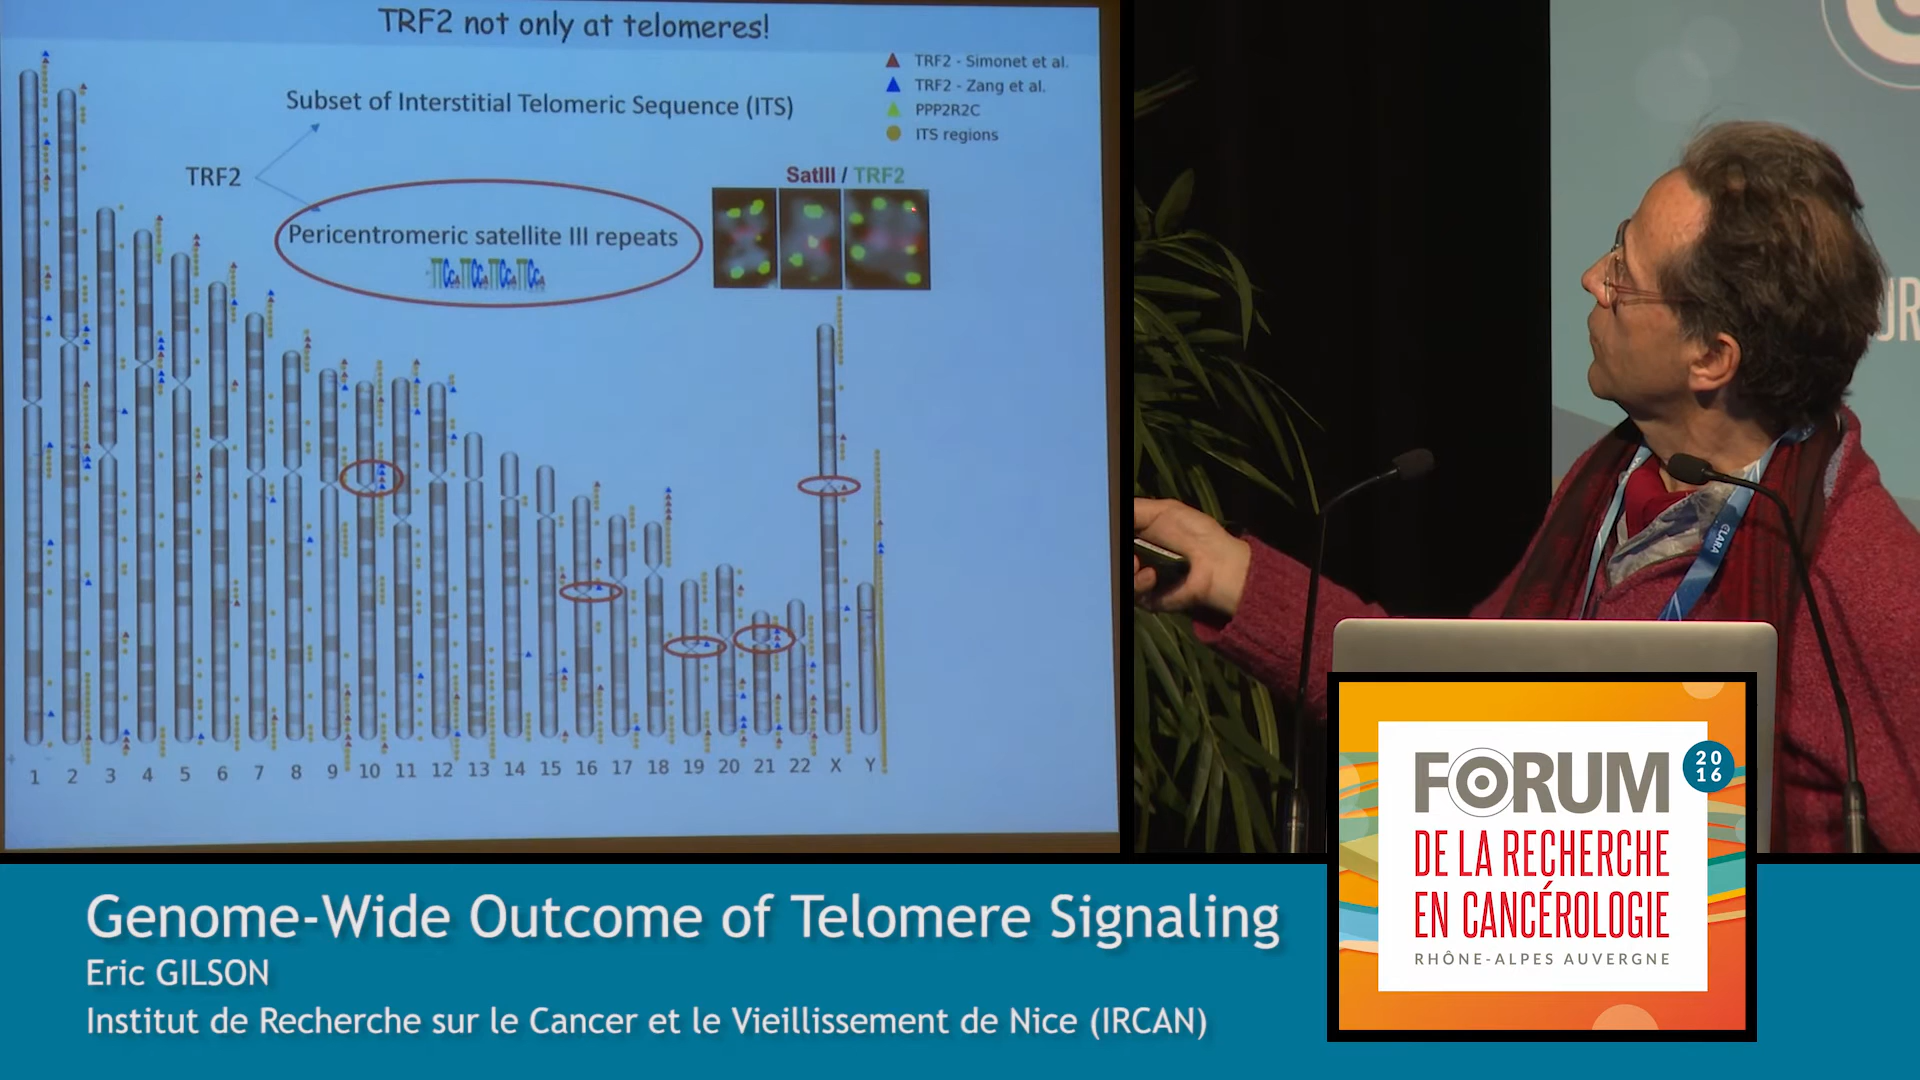 TRF2 not only at telomeres!
TRF2 - Simonet et al.
TRF2 - Zang et al.
PPP2R2C
ITS regions
Subset of Interstitial Telomeric Sequence (ITS)
TRF2
SatIII / TRF2
Pericentromeric satellite III repeats
1 2 3 4 5 6 7 8 9 10 11 12 13 14 15 16 17 18 19 20 21 22 X Y
CLARA
UR
FORUM
2016
DE LA RECHERCHE
EN CANCÉROLOGIE
RHÔNE-ALPES AUVERGNE
Genome-Wide Outcome of Telomere Signaling
Eric GILSON
Institut de Recherche sur le Cancer et le Vieillissement de Nice (IRCAN)